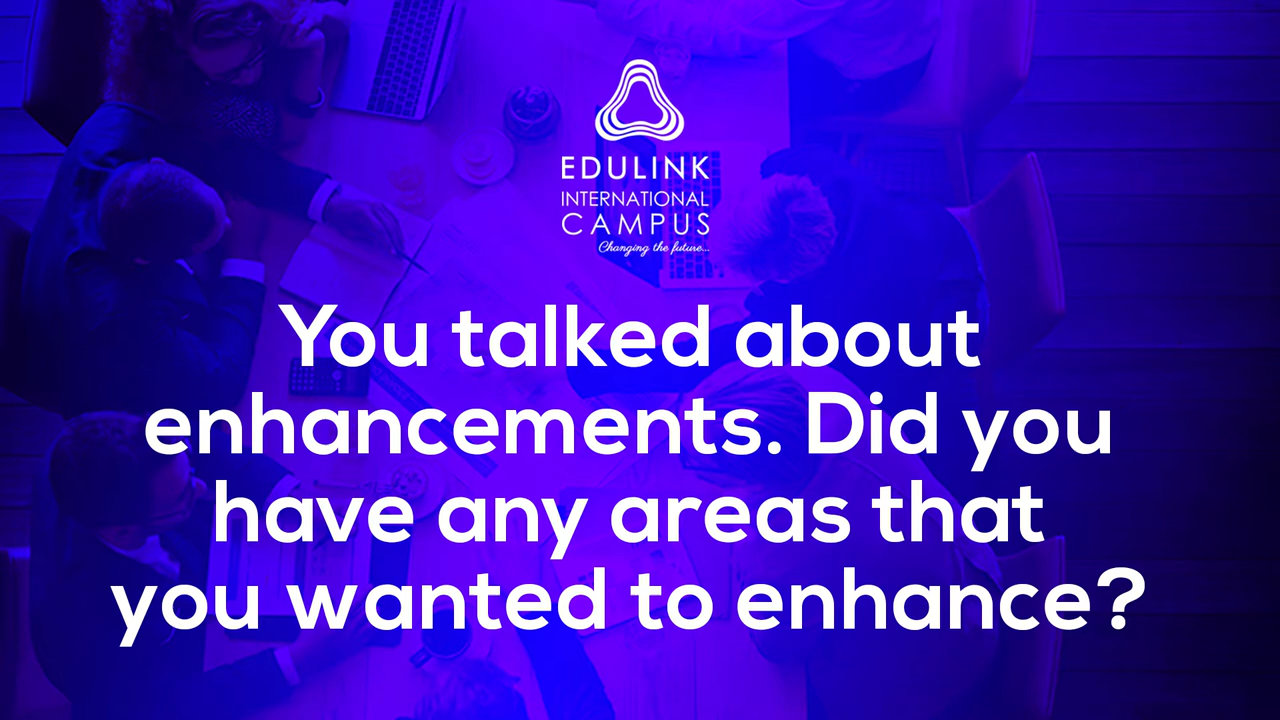 EDULINK
INTERNATIONAL
CAMPUS
Changing the future...
You talked about
enhancements. Did you
have any areas that
you wanted to enhance?